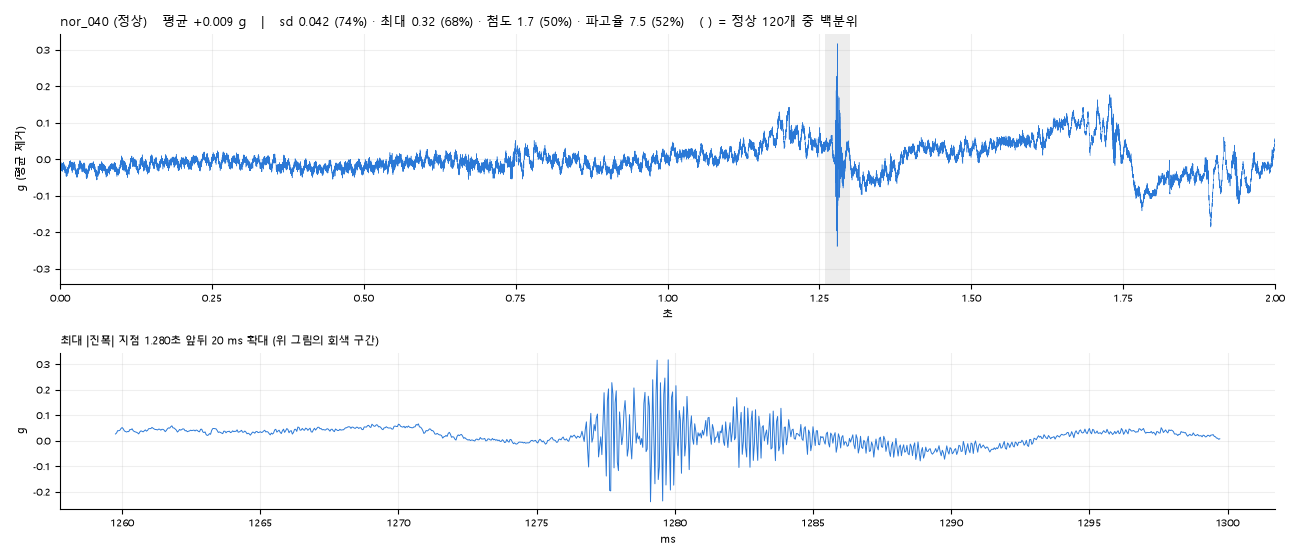 nor_040 (정상) 평균 +0.009 g | sd 0.042 (74%) · 최대 0.32 (68%) · 첨도 1.7 (50%) · 파고율 7.5 (52%) ( ) = 정상 120개 중 백분위
g (평균 제거)
0.3
0.2
0.1
0.0
-0.1
-0.2
-0.3
0.00 0.25 0.50 0.75 1.00 1.25 1.50 1.75 2.00
초
최대 |진폭| 지점 1.280초 앞뒤 20 ms 확대 (위 그림의 회색 구간)
g
0.3
0.2
0.1
0.0
-0.1
-0.2
1260 1265 1270 1275 1280 1285 1290 1295 1300
ms